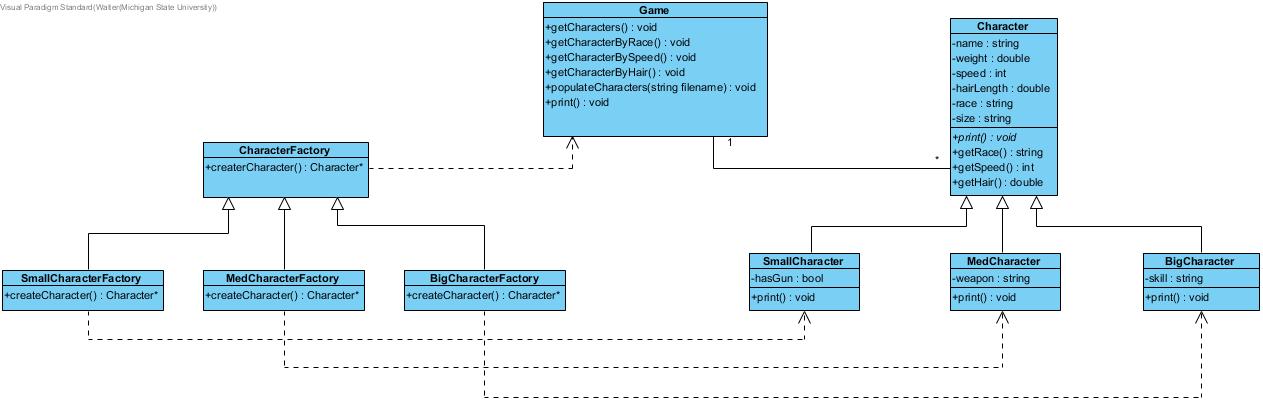 Visual Paradigm Standard(Walter(Michigan State University))
Game
+getCharacters() : void
+getCharacterByRace() : void
+getCharacterBySpeed() : void
+getCharacterByHair() : void
+populateCharacters(string filename) : void
+print() : void
Character
-name : string
-weight : double
-speed : int
-hairLength : double
-race : string
-size : string
+print() : void
+getRace() : string
+getSpeed() : int
+getHair() : double
1
*
CharacterFactory
+createrCharacter() : Character*
SmallCharacterFactory
+createCharacter() : Character*
MedCharacterFactory
+createCharacter() : Character*
BigCharacterFactory
+createCharacter() : Character*
SmallCharacter
-hasGun : bool
+print() : void
MedCharacter
-weapon : string
+print() : void
BigCharacter
-skill : string
+print() : void